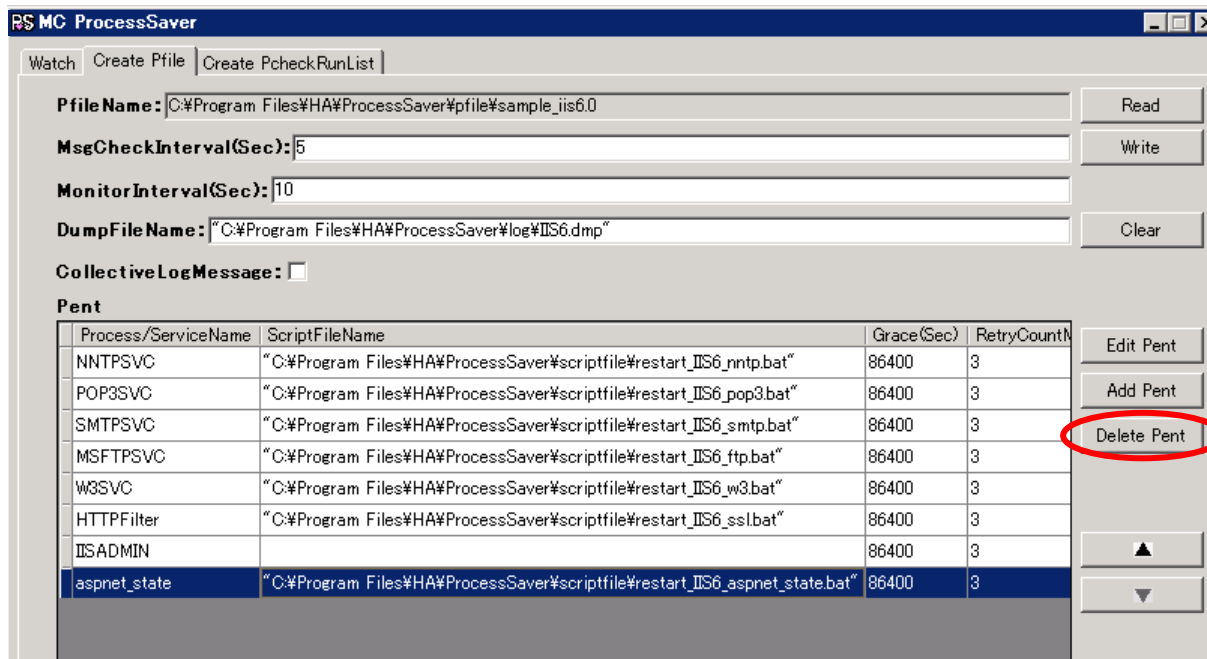 PS MC ProcessSaver
Watch Create Pfile Create PcheckRunList
PfileName: C:¥Program Files¥HA¥ProcessSaver¥pfile¥sample_iis6.0 Read
MsgCheckInterval(Sec): 5 Write
MonitorInterval(Sec): 10
DumpFileName: "C:¥Program Files¥HA¥ProcessSaver¥log¥IIS6.dmp" Clear
CollectiveLogMessage:
Pent
Process/ServiceName ScriptFileName Grace(Sec) RetryCountM
Edit Pent
NNTPSVC "C:¥Program Files¥HA¥ProcessSaver¥scriptfile¥restart_IIS6_nntp.bat" 86400 3
POP3SVC "C:¥Program Files¥HA¥ProcessSaver¥scriptfile¥restart_IIS6_pop3.bat" 86400 3 Add Pent
SMTPSVC "C:¥Program Files¥HA¥ProcessSaver¥scriptfile¥restart_IIS6_smtp.bat" 86400 3 Delete Pent
MSFTPSVC "C:¥Program Files¥HA¥ProcessSaver¥scriptfile¥restart_IIS6_ftp.bat" 86400 3
W3SVC "C:¥Program Files¥HA¥ProcessSaver¥scriptfile¥restart_IIS6_w3.bat" 86400 3
HTTPFilter "C:¥Program Files¥HA¥ProcessSaver¥scriptfile¥restart_IIS6_ssl.bat" 86400 3
IISADMIN 86400 3
aspnet_state "C:¥Program Files¥HA¥ProcessSaver¥scriptfile¥restart_IIS6_aspnet_state.bat" 86400 3